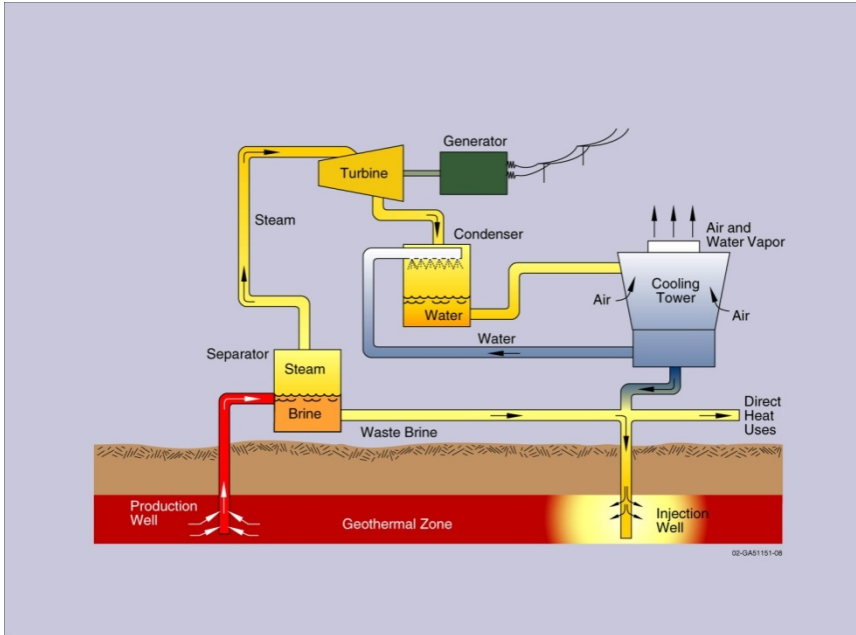 Generator
Turbine
Steam
Condenser
Air and
Water Vapor
Cooling
Tower
Air
Air
Water
Water
Separator
Steam
Brine
Direct
Heat
Uses
Waste Brine
Production
Well
Geothermal Zone
Injection
Well
02-GA51151-08